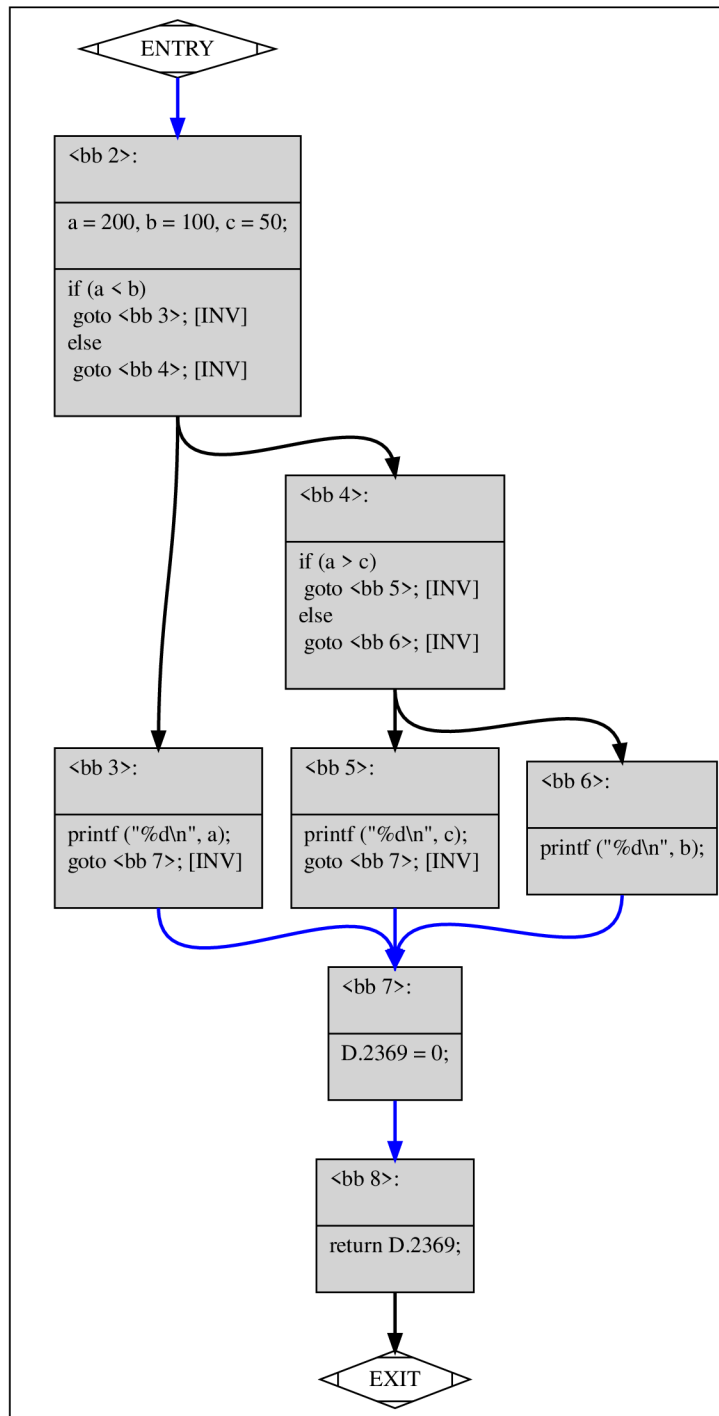 ENTRY
<bb 2>:
a = 200, b = 100, c = 50;
if (a < b)
goto <bb 3>; [INV]
else
goto <bb 4>; [INV]
<bb 4>:
if (a > c)
goto <bb 5>; [INV]
else
goto <bb 6>; [INV]
<bb 3>:
printf ("%d\n", a);
goto <bb 7>; [INV]
<bb 5>:
printf ("%d\n", c);
goto <bb 7>; [INV]
<bb 6>:
printf ("%d\n", b);
<bb 7>:
D.2369 = 0;
<bb 8>:
return D.2369;
EXIT